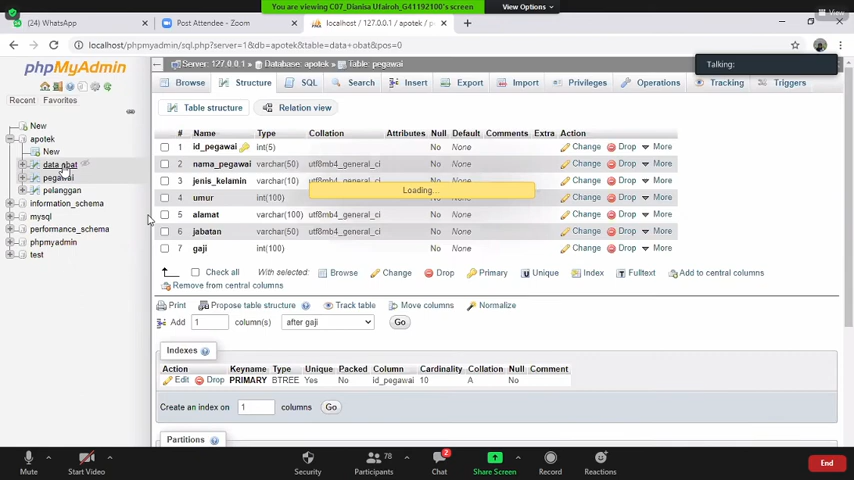 You are viewing C07_Dianisa Ufairoh_G41192100's screen
View Options
View
(24) WhatsApp
Post Attendee - Zoom
localhost / 127.0.0.1 / apotek / p
localhost/phpmyadmin/sql.php?server=1&db=apotek&table=data+obat&pos=0
Talking:
phpMyAdmin
Recent
Favorites
New
apotek
New
data obat
pegawai
pelanggan
information_schema
mysql
performance_schema
phpmyadmin
test
Server: 127.0.0.1 » Database: apotek » Table: pegawai
Browse Structure SQL Search Insert Export Import Privileges Operations Tracking Triggers
Table structure Relation view
# Name Type Collation Attributes Null Default Comments Extra Action
1 id_pegawai int(5) No None Change Drop More
2 nama_pegawai varchar(50) utf8mb4_general_ci No None Change Drop More
3 jenis_kelamin varchar(10) utf8mb4_general_ci No None Change Drop More
Loading...
4 umur int(100) No None Change Drop More
5 alamat varchar(100) utf8mb4_general_ci No None Change Drop More
6 jabatan varchar(50) utf8mb4_general_ci No None Change Drop More
7 gaji int(100) No None Change Drop More
Check all With selected: Browse Change Drop Primary Unique Index Fulltext Add to central columns
Remove from central columns
Print Propose table structure Track table Move columns Normalize
Add 1 column(s) after gaji Go
Indexes
Action Keyname Type Unique Packed Column Cardinality Collation Null Comment
Edit Drop PRIMARY BTREE Yes No id_pegawai 10 A No
Create an index on 1 columns Go
Partitions
Mute
Start Video
Security
Participants 78
Chat 2
Share Screen
Record
Reactions
End